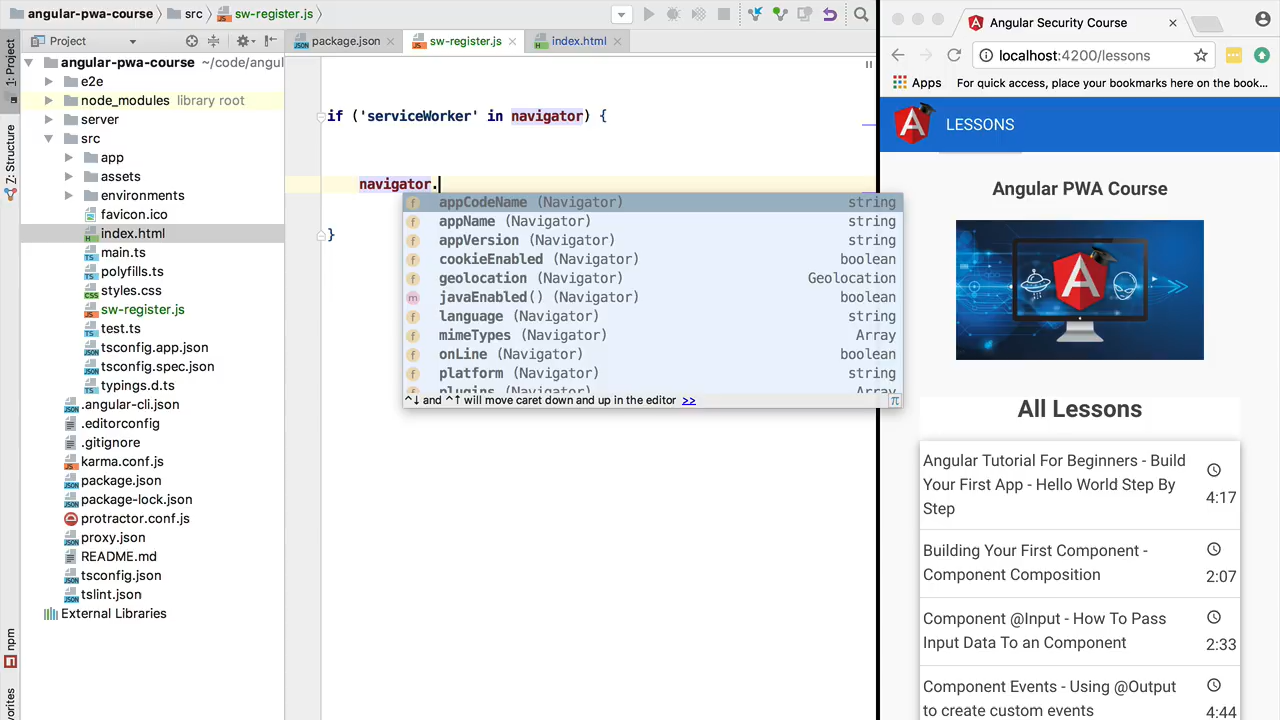 angular-pwa-course
src
sw-register.js
Project
package.json
sw-register.js
index.html
1: Project
Z: Structure
npm
angular-pwa-course ~/code/angul
e2e
node_modules library root
server
src
app
assets
environments
favicon.ico
index.html
main.ts
polyfills.ts
styles.css
sw-register.js
test.ts
tsconfig.app.json
tsconfig.spec.json
typings.d.ts
.angular-cli.json
.editorconfig
.gitignore
karma.conf.js
package.json
package-lock.json
protractor.conf.js
proxy.json
README.md
tsconfig.json
tslint.json
External Libraries
if ('serviceWorker' in navigator) {
navigator.
appCodeName (Navigator) string
appName (Navigator) string
appVersion (Navigator) string
cookieEnabled (Navigator) boolean
geolocation (Navigator) Geolocation
javaEnabled() (Navigator) boolean
language (Navigator) string
mimeTypes (Navigator) Array
onLine (Navigator) boolean
platform (Navigator) string
plugins (Navigator) Array
^↓ and ^↑ will move caret down and up in the editor >> π
}
Angular Security Course
localhost:4200/lessons
Apps
For quick access, place your bookmarks here on the book...
LESSONS
Angular PWA Course
All Lessons
Angular Tutorial For Beginners - Build
Your First App - Hello World Step By
Step
4:17
Building Your First Component -
Component Composition
2:07
Component @Input - How To Pass
Input Data To an Component
2:33
Component Events - Using @Output
to create custom events
4:44